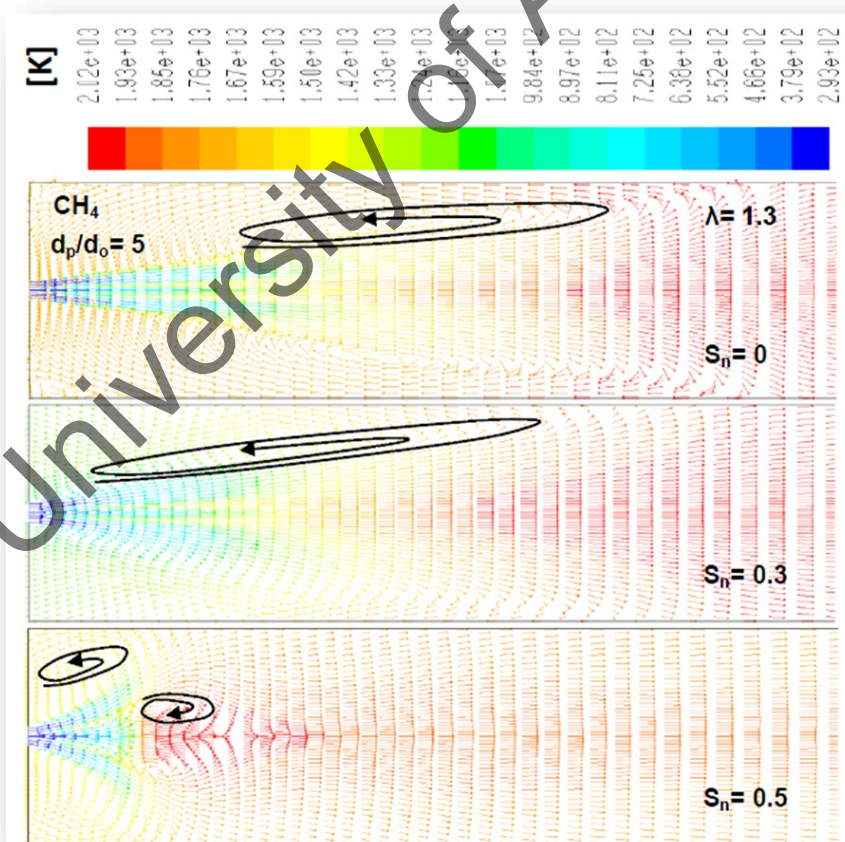 [K]
2.02e+03
1.93e+03
1.85e+03
1.76e+03
1.67e+03
1.59e+03
1.50e+03
1.42e+03
1.33e+03
9.84e+02
8.97e+02
8.11e+02
7.25e+02
6.38e+02
5.52e+02
4.66e+02
3.79e+02
2.93e+02
CH₄
λ= 1.3
dₚ/dₒ= 5
Sₙ= 0
Sₙ= 0.3
Sₙ= 0.5
University Of